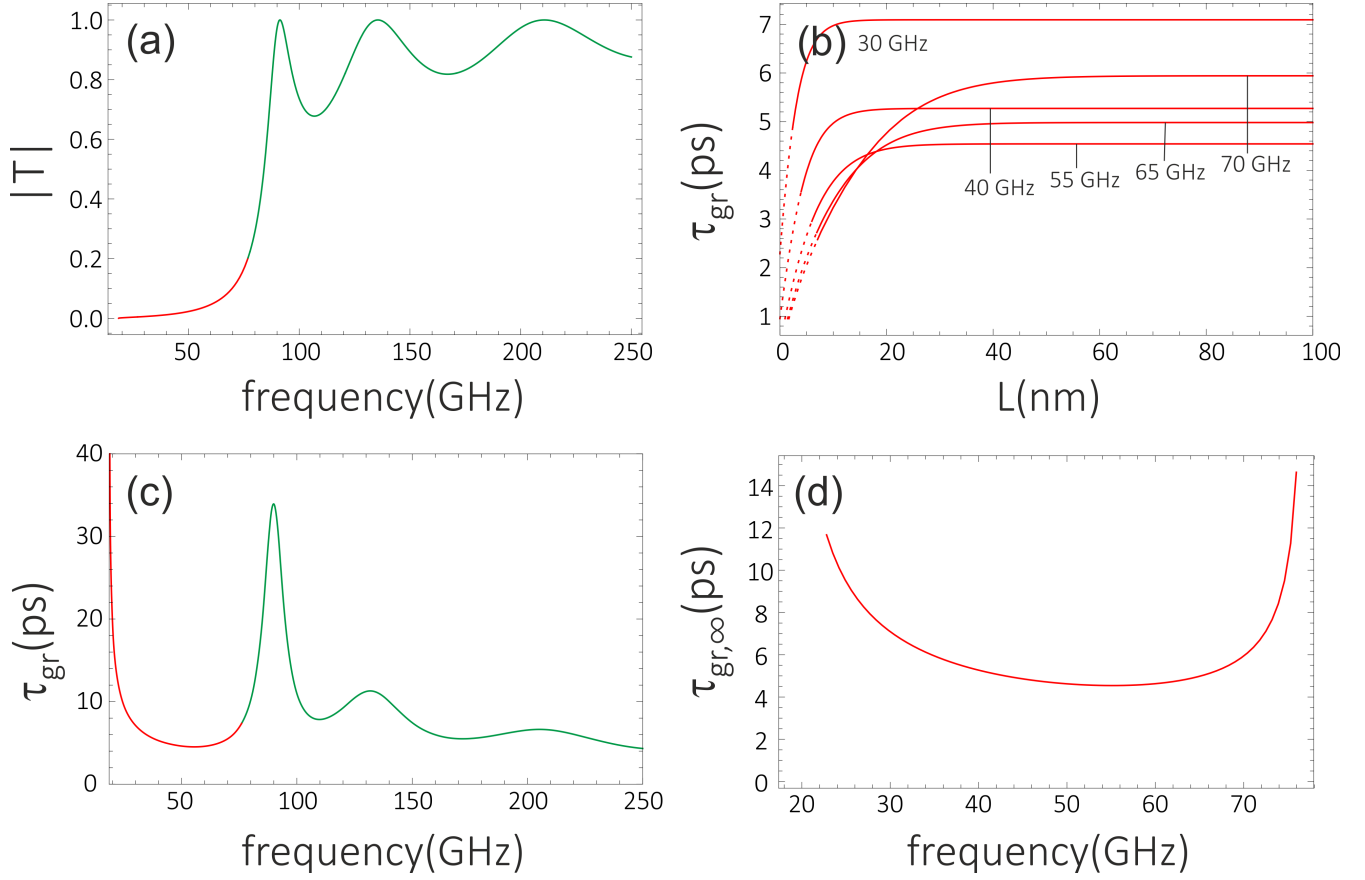 (a)
|T|
1.0
0.8
0.6
0.4
0.2
0.0
50
100
150
200
250
frequency(GHz)
(b)
τgr(ps)
7
6
5
4
3
2
1
30 GHz
40 GHz
55 GHz
65 GHz
70 GHz
0
20
40
60
80
100
L(nm)
(c)
τgr(ps)
40
30
20
10
0
50
100
150
200
250
frequency(GHz)
(d)
τgr,∞(ps)
14
12
10
8
6
4
2
0
20
30
40
50
60
70
frequency(GHz)